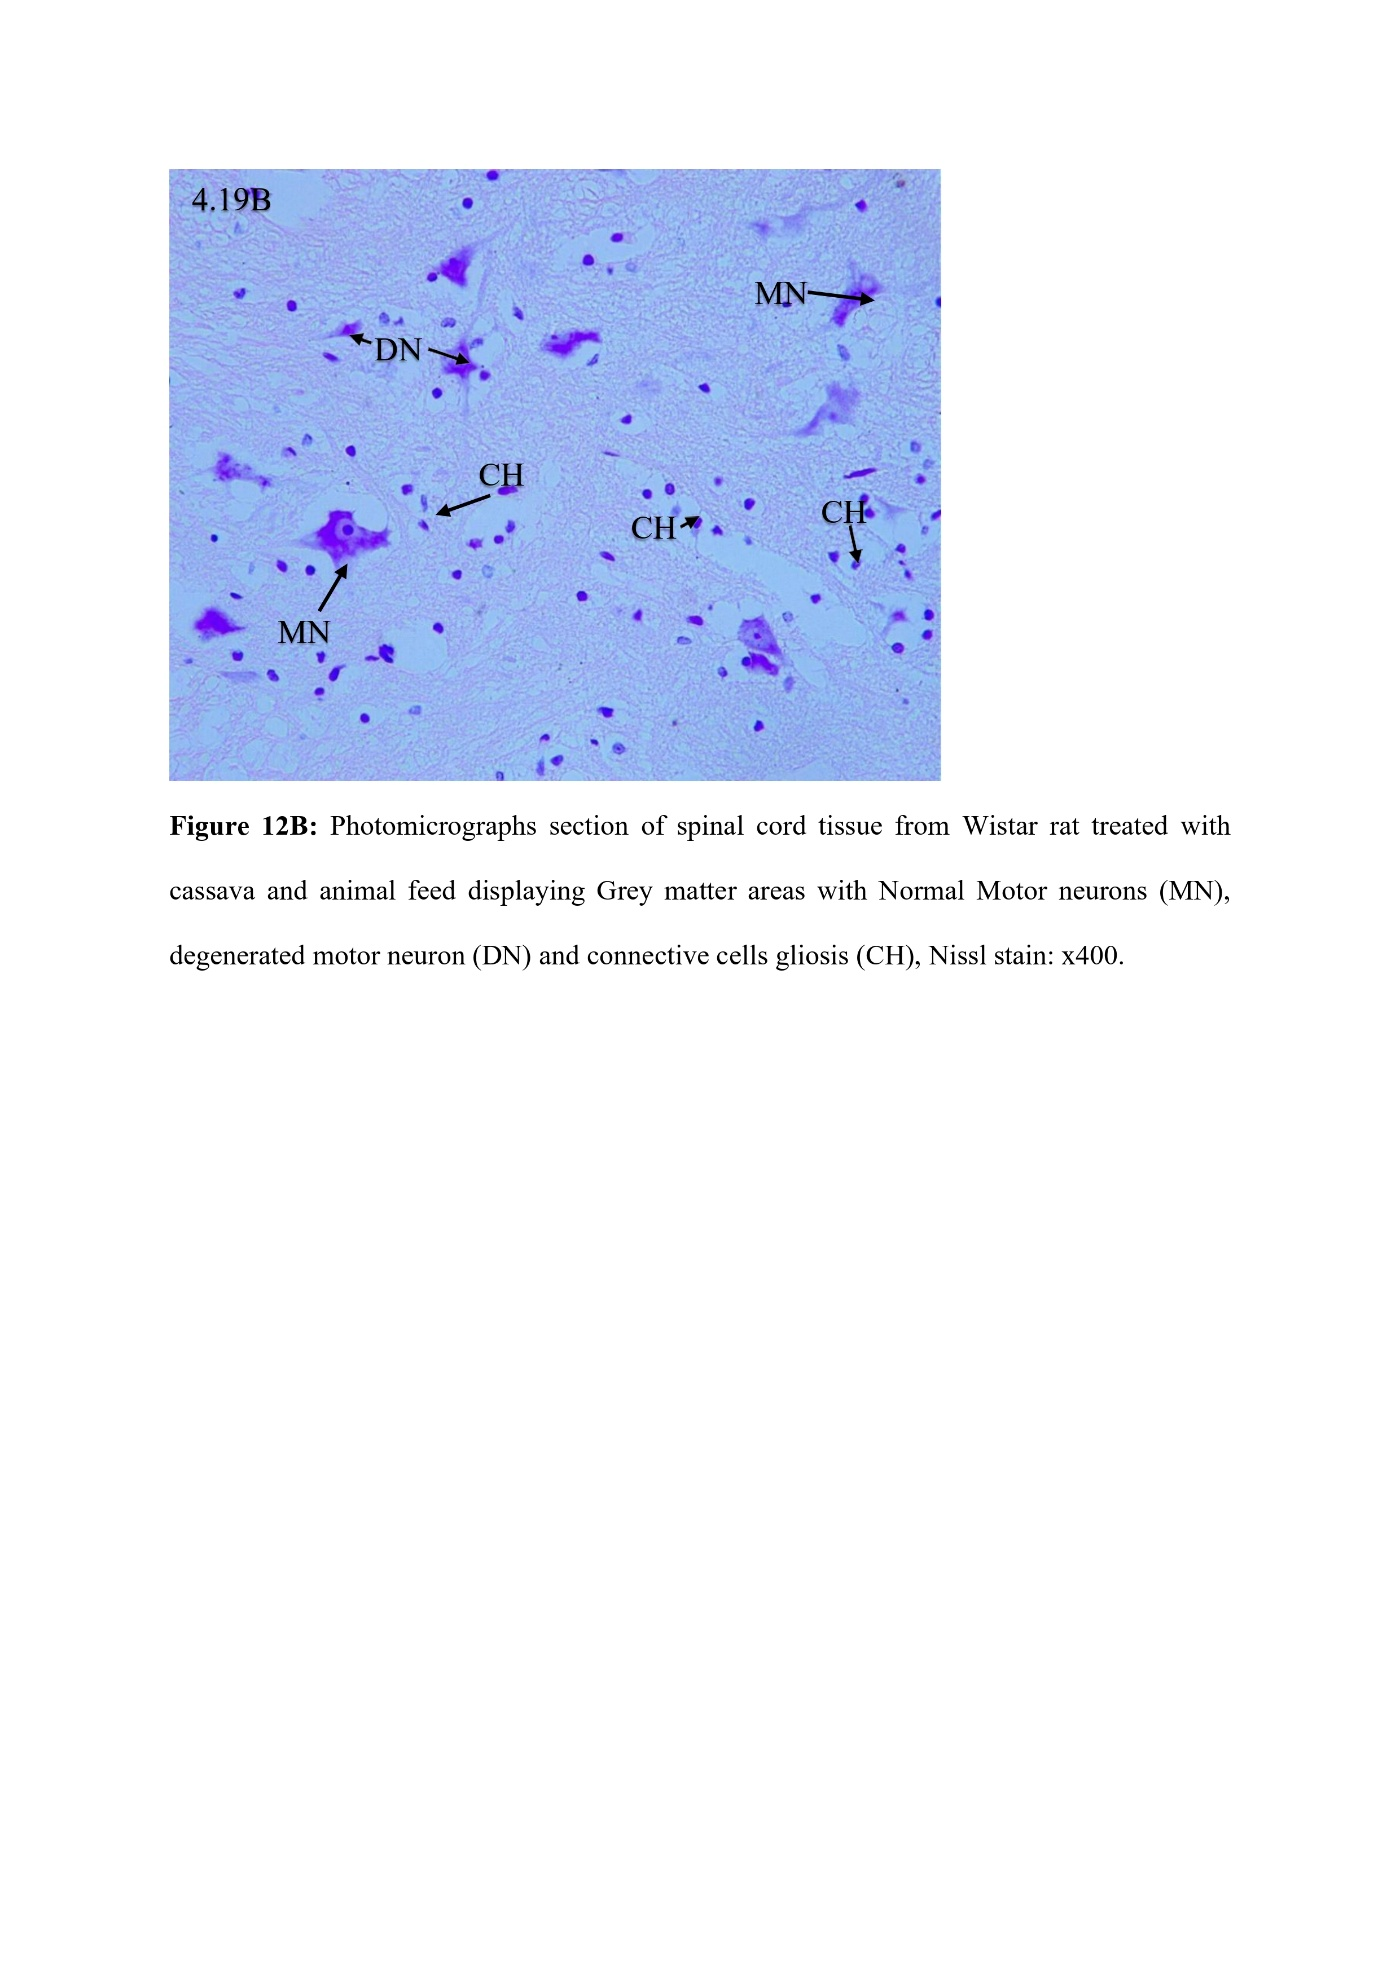 4.19B
MN
DN
CH
CH
CH
MN
Figure 12B: Photomicrographs section of spinal cord tissue from Wistar rat treated with
cassava and animal feed displaying Grey matter areas with Normal Motor neurons (MN),
degenerated motor neuron (DN) and connective cells gliosis (CH), Nissl stain: x400.